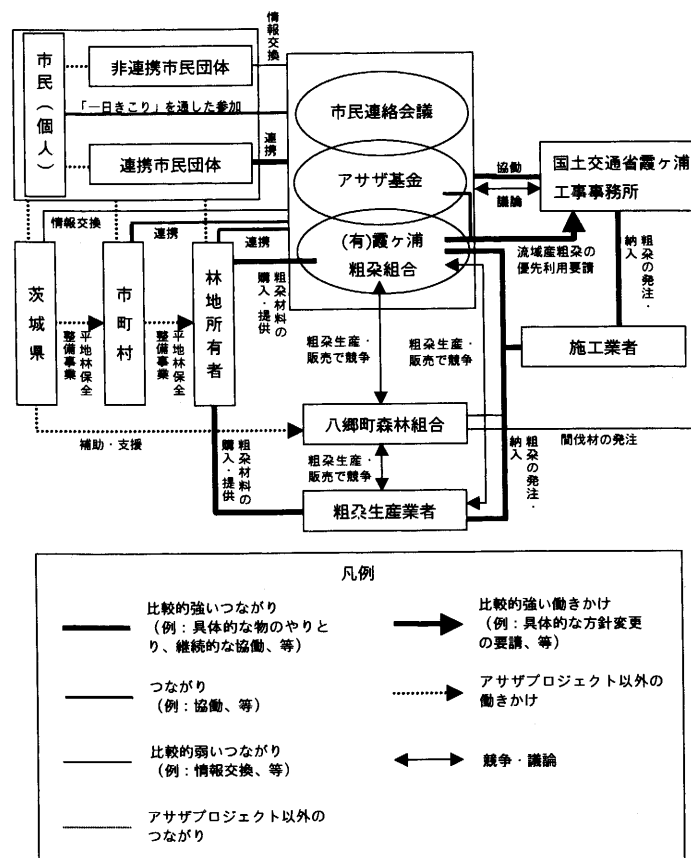 情報交換
市民（個人）
非連携市民団体
「一日きこり」を通した参加
連携
連携市民団体
市民連絡会議
アサザ基金
(有)霞ヶ浦
粗朶組合
協働
議論
国土交通省霞ヶ浦
工事事務所
流域産粗朶の
優先利用要請
粗朶の発注・
納入
施工業者
情報交換
連携
連携
茨城県
平地林保全
整備事業
市町村
平地林保全
整備事業
林地所有者
粗朶材料の
購入・提供
粗朶生産・
販売で競争
粗朶生産・
販売で競争
補助・支援
八郷町森林組合
間伐材の発注
粗朶材料の
購入・提供
粗朶生産・
販売で競争
粗朶の発注・
納入
粗朶生産業者
凡例
比較的強いつながり
（例：具体的な物のやりと
り、継続的な協働、等）
つながり
（例：協働、等）
比較的弱いつながり
（例：情報交換、等）
アサザプロジェクト以外の
つながり
比較的強い働きかけ
（例：具体的な方針変更
の要請、等）
アサザプロジェクト以外の
働きかけ
競争・議論